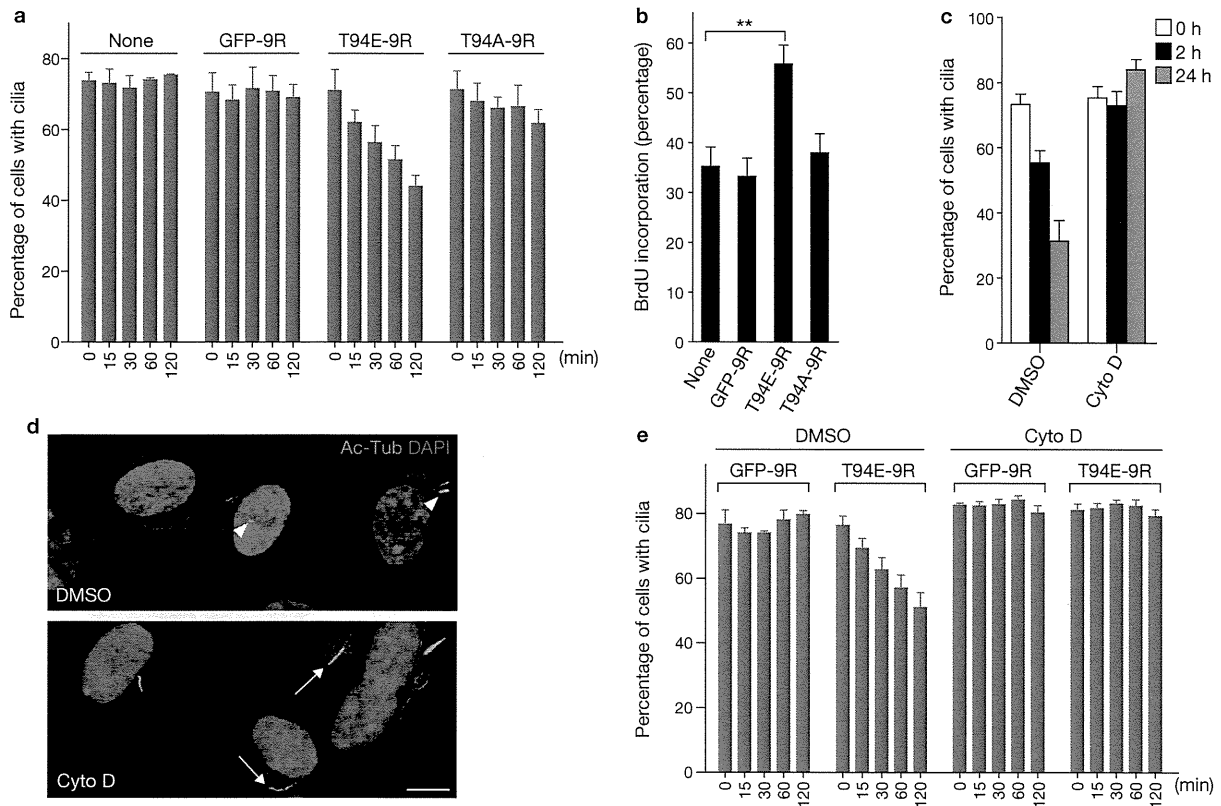 a
None GFP-9R T94E-9R T94A-9R
Percentage of cells with cilia
80
60
40
20
0
0 15 30 60 120 0 15 30 60 120 0 15 30 60 120 0 15 30 60 120 (min)
b
**
BrdU incorporation (percentage)
60
50
40
30
20
10
0
None GFP-9R T94E-9R T94A-9R
c
0 h
2 h
24 h
Percentage of cells with cilia
100
80
60
40
20
0
DMSO Cyto D
d
Ac-Tub DAPI
DMSO
Cyto D
e
DMSO Cyto D
GFP-9R T94E-9R GFP-9R T94E-9R
Percentage of cells with cilia
80
60
40
20
0
0 15 30 60 120 0 15 30 60 120 0 15 30 60 120 0 15 30 60 120 (min)